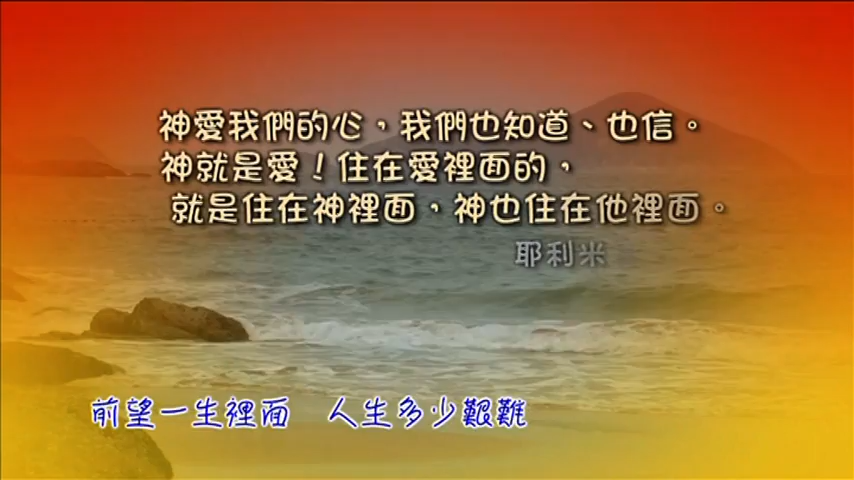 神愛我們的心，我們也知道、也信。
神就是愛！住在愛裡面的，
就是住在神裡面，神也住在他裡面。
耶利米
前望一生裡面　人生多少艱難